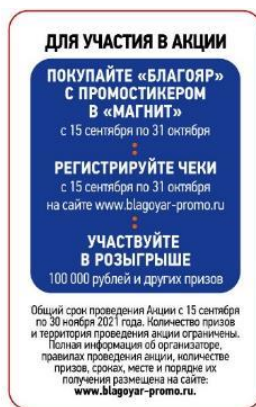 ДЛЯ УЧАСТИЯ В АКЦИИ
ПОКУПАЙТЕ «БЛАГОЯР»
С ПРОМОСТИКЕРОМ
В «МАГНИТ»
с 15 сентября по 31 октября
РЕГИСТРИРУЙТЕ ЧЕКИ
с 15 сентября по 31 октября
на сайте www.blagoyar-promo.ru
УЧАСТВУЙТЕ
В РОЗЫГРЫШЕ
100 000 рублей и других призов
Общий срок проведения Акции с 15 сентября
по 30 ноября 2021 года. Количество призов
и территория проведения акции ограничены.
Полная информация об организаторе,
правилах проведения акции, количестве
призов, сроках, месте и порядке их
получения размещена на сайте:
www.blagoyar-promo.ru.